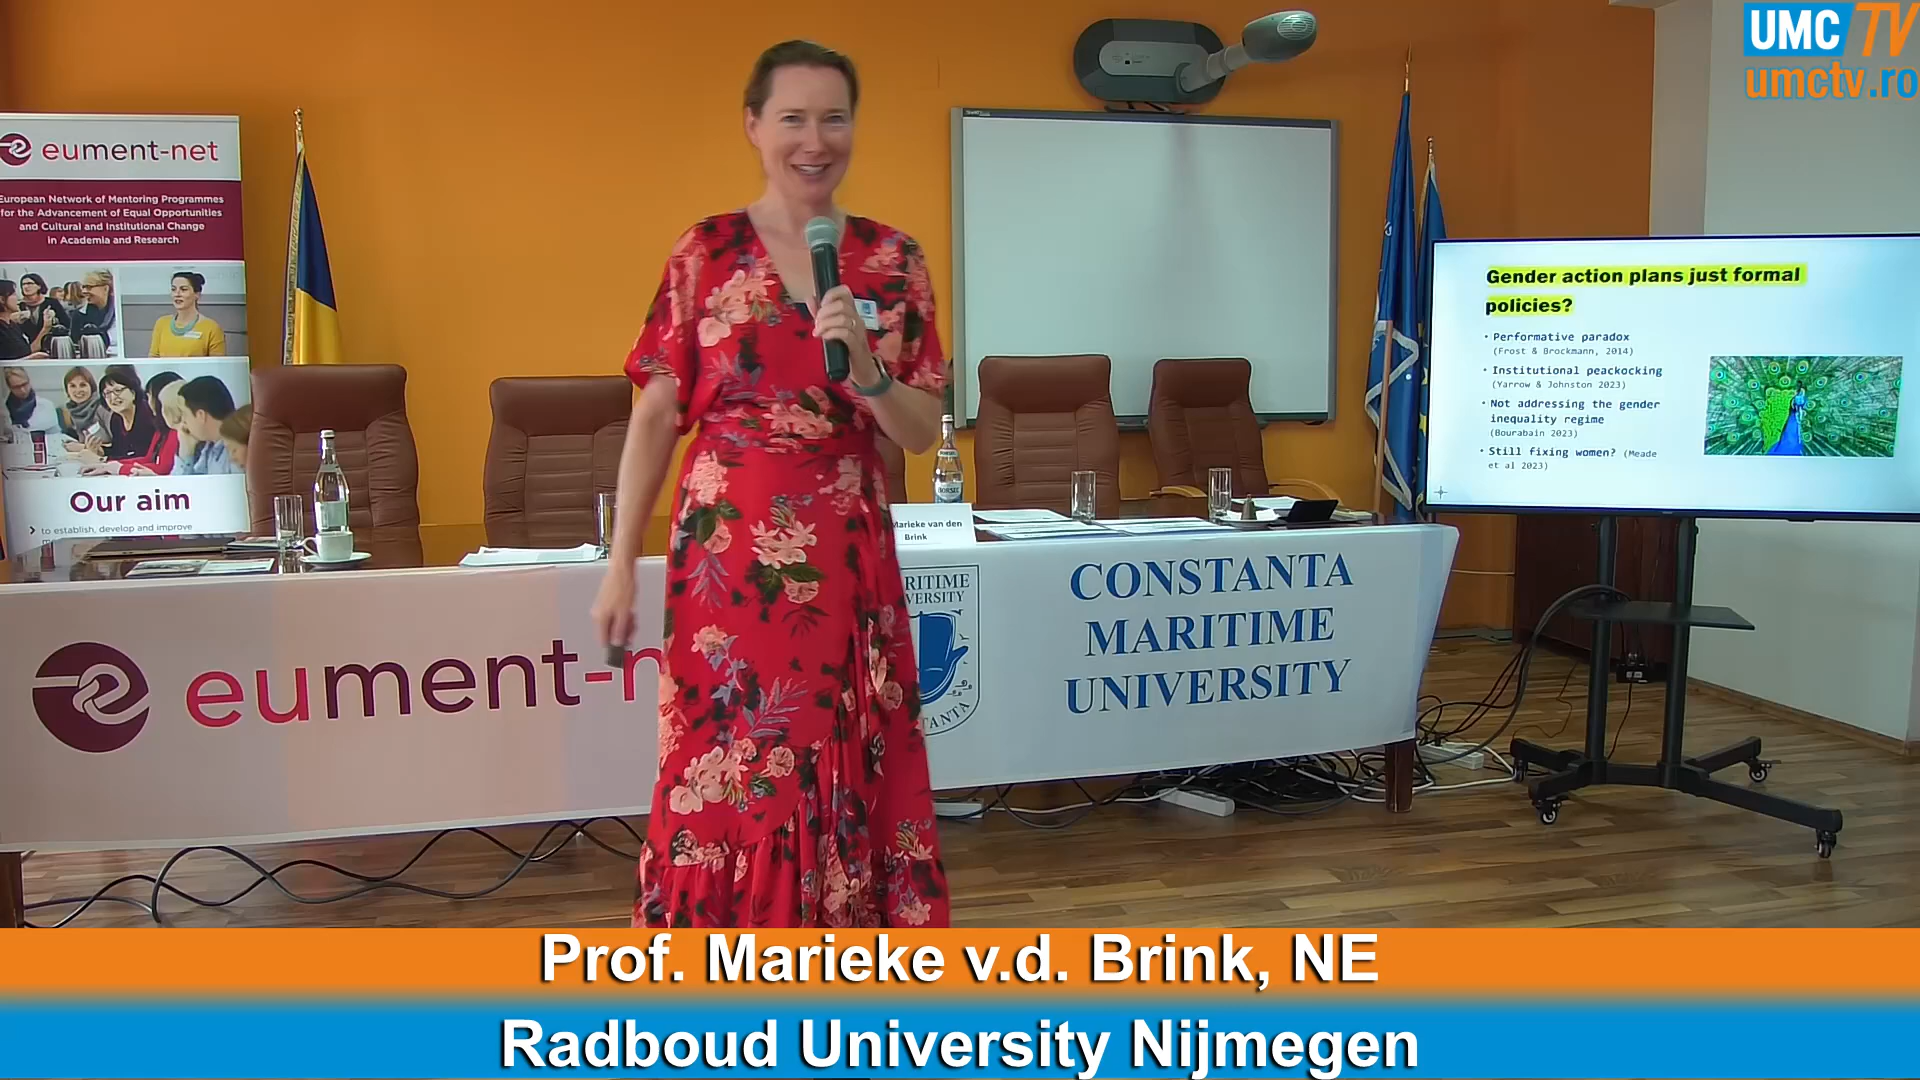 UMC TV
umctv.ro
eument-net
European Network of Mentoring Programmes
for the Advancement of Equal Opportunities
and Cultural and Institutional Change
in Academia and Research
Our aim
to establish, develop and improve
Gender action plans just formal
policies?
• Performative paradox
(Frost & Brockmann, 2014)
• Institutional peackocking
(Yarrow & Johnston 2023)
• Not addressing the gender
inequality regime
(Bourabain 2023)
• Still fixing women? (Meade
et al 2023)
BORSEC
Marieke van den
Brink
eument-n
RITIME
VERSITY
TANTA
CONSTANTA
MARITIME
UNIVERSITY
Prof. Marieke v.d. Brink, NE
Radboud University Nijmegen